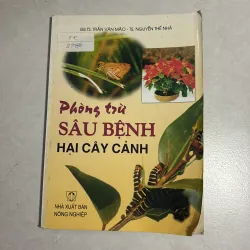 GS.TS. TRẦN VĂN MÃO - TS. NGUYỄN THẾ NHÃ
Phòng trừ
SÂU BỆNH
HẠI CÂY CẢNH
NHÀ XUẤT BẢN
NÔNG NGHIỆP